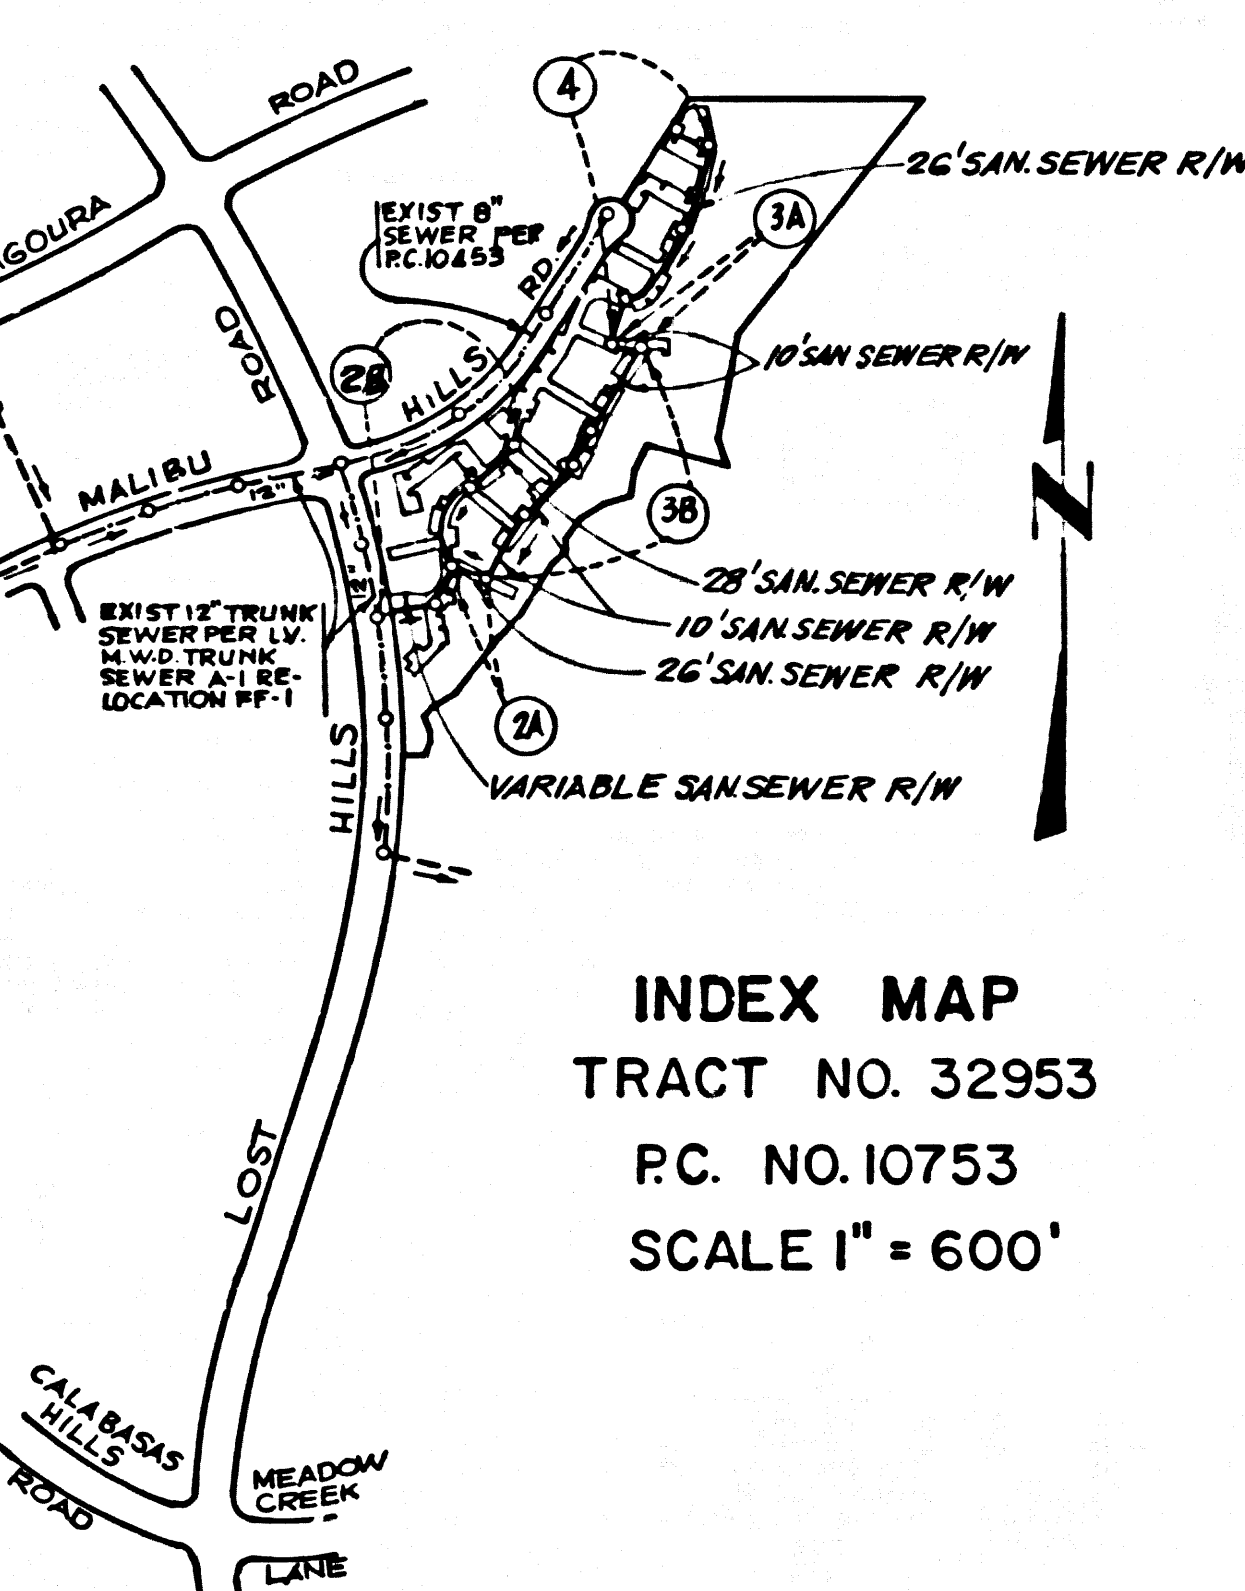 4
ROAD
26' SAN. SEWER R/W
AGOURA
EXIST 8"
SEWER PER
P.C. 10453
3A
RD.
ROAD
2B
HILLS
10' SAN SEWER R/W
MALIBU
12"
3B
12"
28' SAN. SEWER R/W
EXIST 12" TRUNK
SEWER PER L.V.
M.W.D. TRUNK
SEWER A-1 RE-
LOCATION FF-1
10' SAN. SEWER R/W
26' SAN. SEWER R/W
2A
HILLS
VARIABLE SAN. SEWER R/W
N
INDEX MAP
TRACT NO. 32953
P.C. NO. 10753
SCALE 1" = 600'
LOST
CALABASAS
HILLS
ROAD
MEADOW
CREEK
LANE